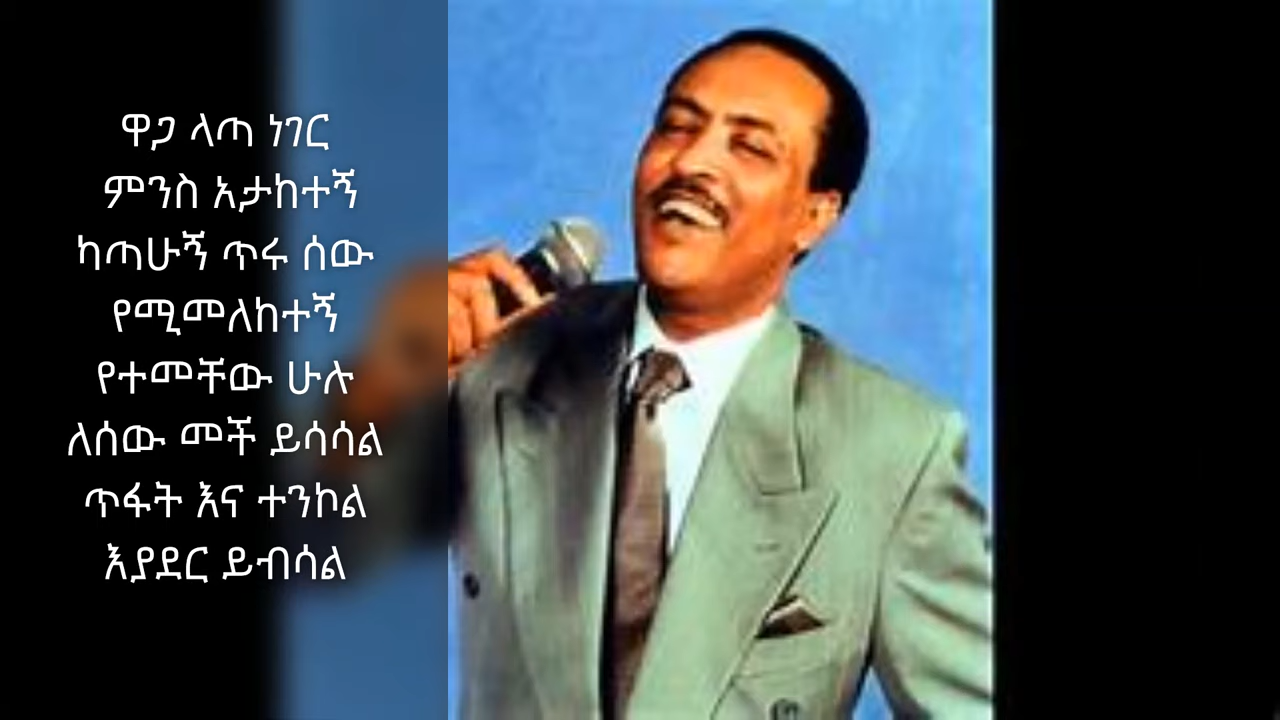 ዋጋ ላጣ ነገር
ምንስ አታከተኝ
ካጣሁኝ ጥሩ ሰው
የሚመለከተኝ
የተመቸው ሁሉ
ለሰው መች ይሳሳል
ጥፋት እና ተንኮል
እያደር ይብሳል